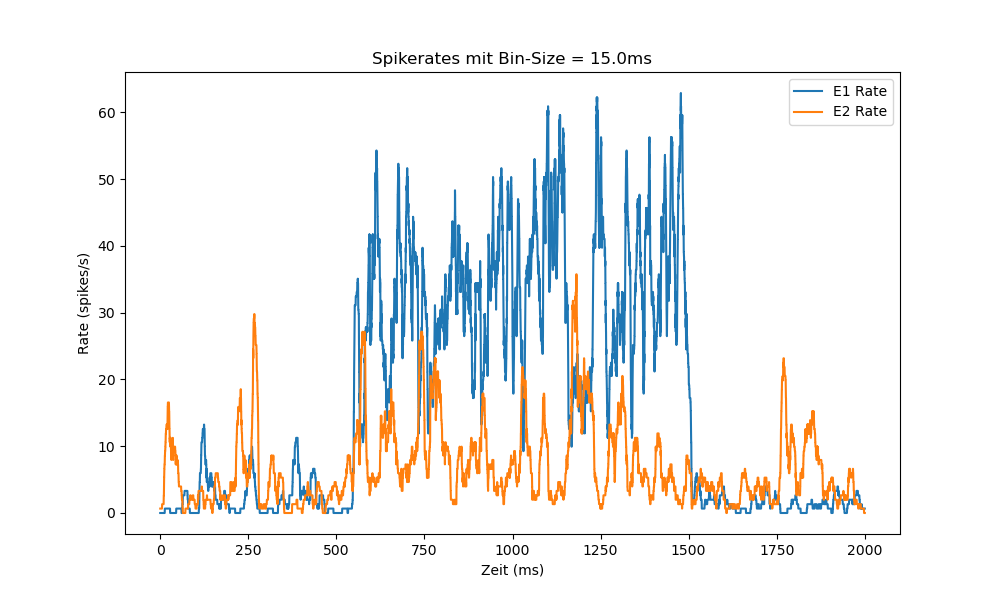 Spikerates mit Bin-Size = 15.0ms
E1 Rate
E2 Rate
60
50
40
30
20
10
0
Rate (spikes/s)
0 250 500 750 1000 1250 1500 1750 2000
Zeit (ms)